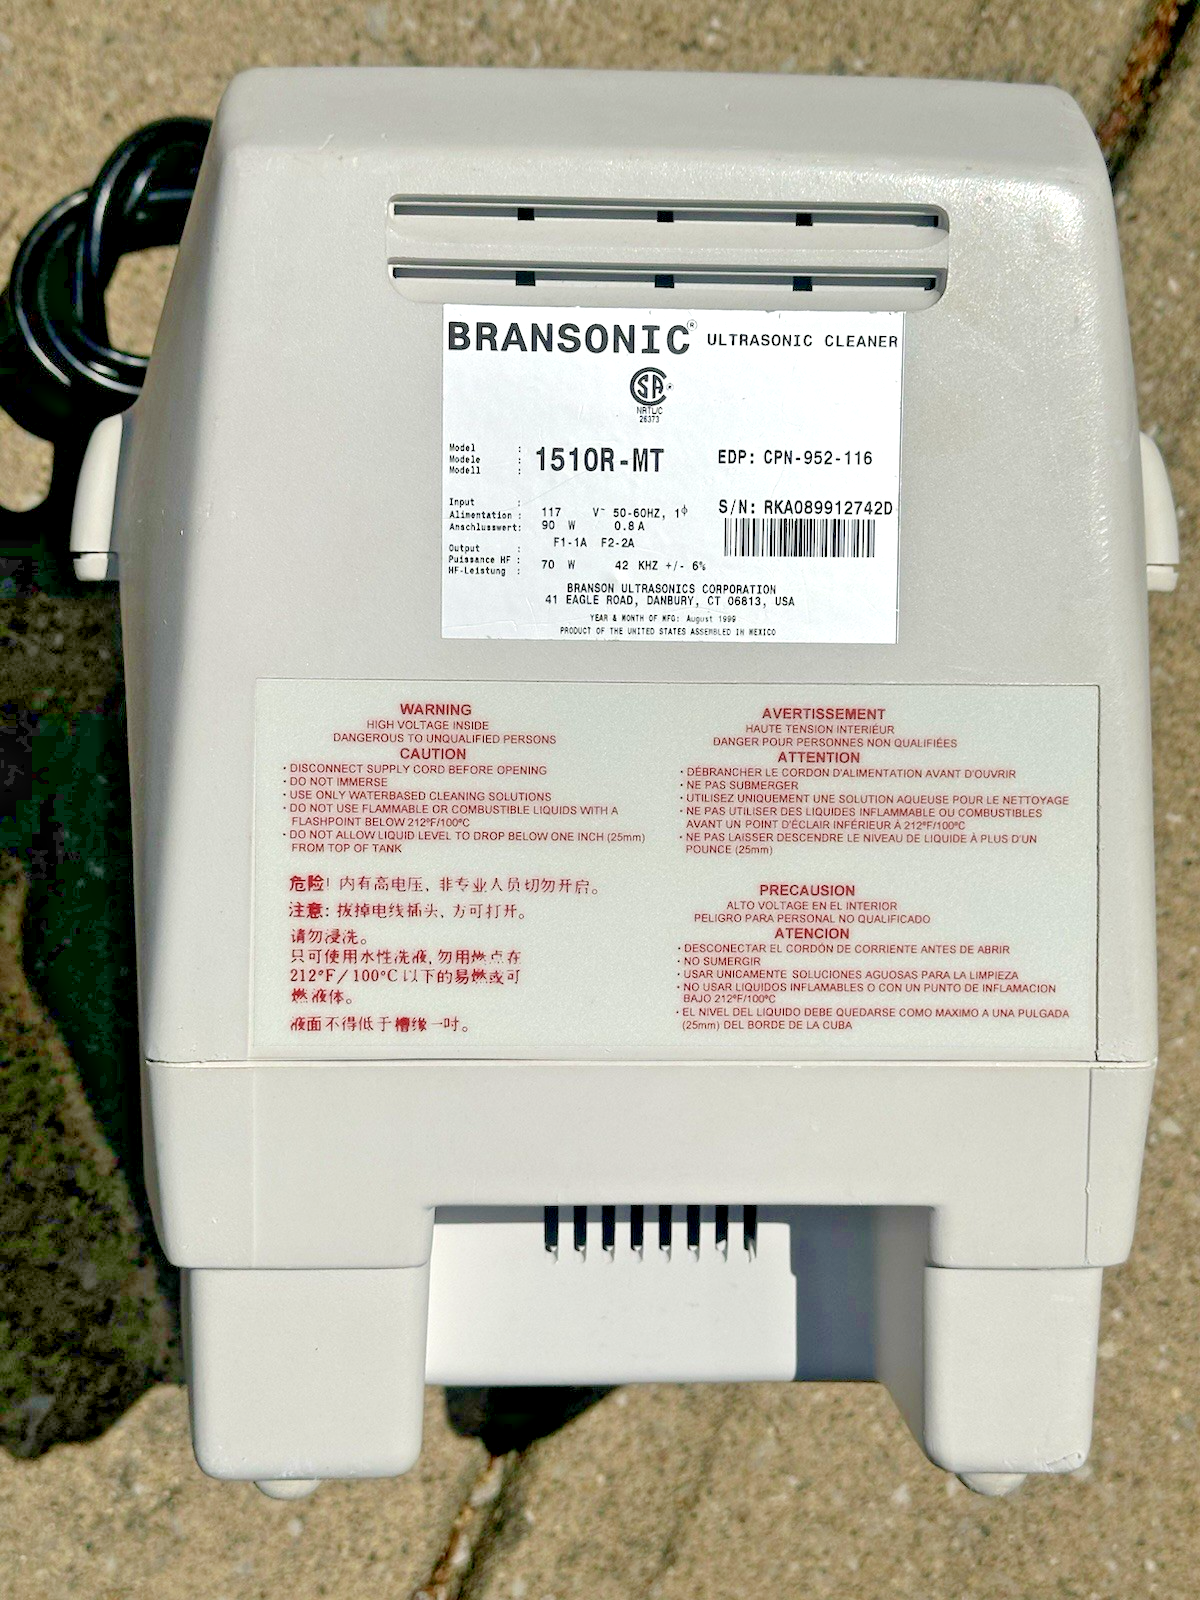 BRANSONIC® ULTRASONIC CLEANER
SA
NRTL/C
26373
Model :
Modele :
Modell :
1510R-MT
EDP: CPN-952-116
Input :
Alimentation :
Anschlusswert:
117 V~ 50-60HZ, 1ϕ
90 W 0.8A
F1-1A F2-2A
S/N: RKA089912742D
Output :
Puissance HF :
HF-Leistung :
70 W 42 KHZ +/- 6%
BRANSON ULTRASONICS CORPORATION
41 EAGLE ROAD, DANBURY, CT 06813, USA
YEAR & MONTH OF MFG: August 1999
PRODUCT OF THE UNITED STATES ASSEMBLED IN MEXICO
WARNING
HIGH VOLTAGE INSIDE
DANGEROUS TO UNQUALIFIED PERSONS
CAUTION
· DISCONNECT SUPPLY CORD BEFORE OPENING
· DO NOT IMMERSE
· USE ONLY WATERBASED CLEANING SOLUTIONS
· DO NOT USE FLAMMABLE OR COMBUSTIBLE LIQUIDS WITH A
FLASHPOINT BELOW 212ºF/100ºC
· DO NOT ALLOW LIQUID LEVEL TO DROP BELOW ONE INCH (25mm)
FROM TOP OF TANK
危险! 内有高电压, 非专业人员切勿开启。
注意: 拔掉电线插头, 方可打开。
请勿浸洗。
只可使用水性洗液, 勿用燃点在
212°F/100°C以下的易燃或可
燃液体。
液面不得低于槽缘一吋。
AVERTISSEMENT
HAUTE TENSION INTERIÉUR
DANGER POUR PERSONNES NON QUALIFIÉES
ATTENTION
· DÉBRANCHER LE CORDON D'ALIMENTATION AVANT D'OUVRIR
· NE PAS SUBMERGER
· UTILISEZ UNIQUEMENT UNE SOLUTION AQUEUSE POUR LE NETTOYAGE
· NE PAS UTILISER DES LIQUIDES INFLAMMABLES OU COMBUSTIBLES
AVANT UN POINT D'ÉCLAIR INFÉRIEUR À 212ºF/100ºC
· NE PAS LAISSER DESCENDRE LE NIVEAU DE LIQUIDE À PLUS D'UN
POUNCE (25mm)
PRECAUSION
ALTO VOLTAGE EN EL INTERIOR
PELIGRO PARA PERSONAL NO QUALIFICADO
ATENCION
· DESCONECTAR EL CORDÓN DE CORRIENTE ANTES DE ABRIR
· NO SUMERGIR
· USAR UNICAMENTE SOLUCIONES AGUOSAS PARA LA LIMPIEZA
· NO USAR LIQUIDOS INFLAMABLES O CON UN PUNTO DE INFLAMACION
BAJO 212ºF/100ºC
· EL NIVEL DEL LIQUIDO DEBE QUEDARSE COMO MAXIMO A UNA PULGADA
(25mm) DEL BORDE DE LA CUBA